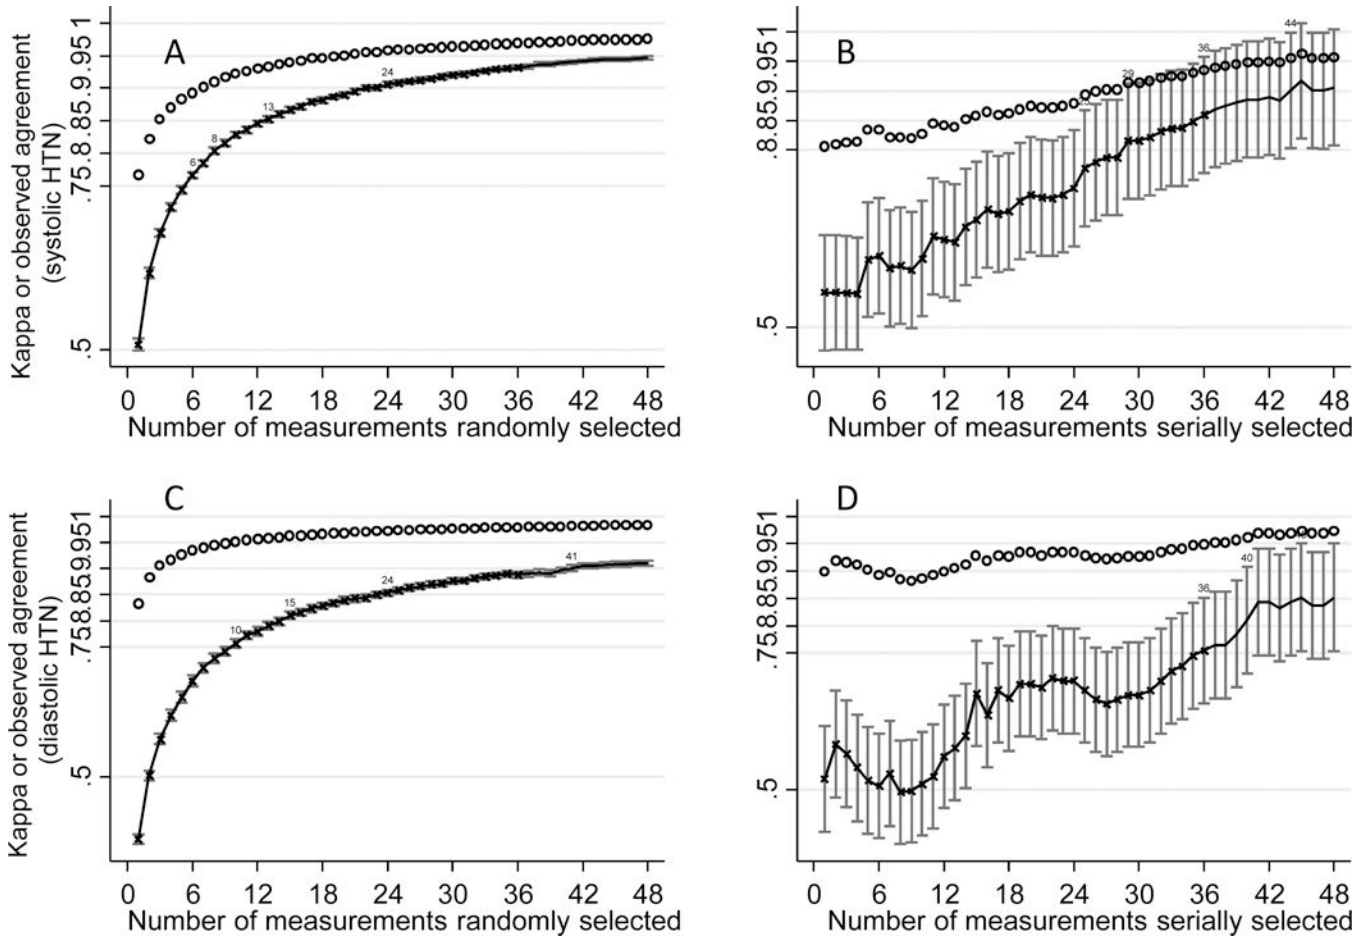 A
Kappa or observed agreement
(systolic HTN)
.5 .75 .8 .85 .9 .95 1
6
8
13
24
0 6 12 18 24 30 36 42 48
Number of measurements randomly selected
B
.5 .8 .85 .9 .95 1
29
36
44
0 6 12 18 24 30 36 42 48
Number of measurements serially selected
C
Kappa or observed agreement
(diastolic HTN)
.5 .75 .8 .85 .9 .95 1
10
15
24
41
0 6 12 18 24 30 36 42 48
Number of measurements randomly selected
D
.5 .75 .8 .85 .9 .95 1
36
40
0 6 12 18 24 30 36 42 48
Number of measurements serially selected